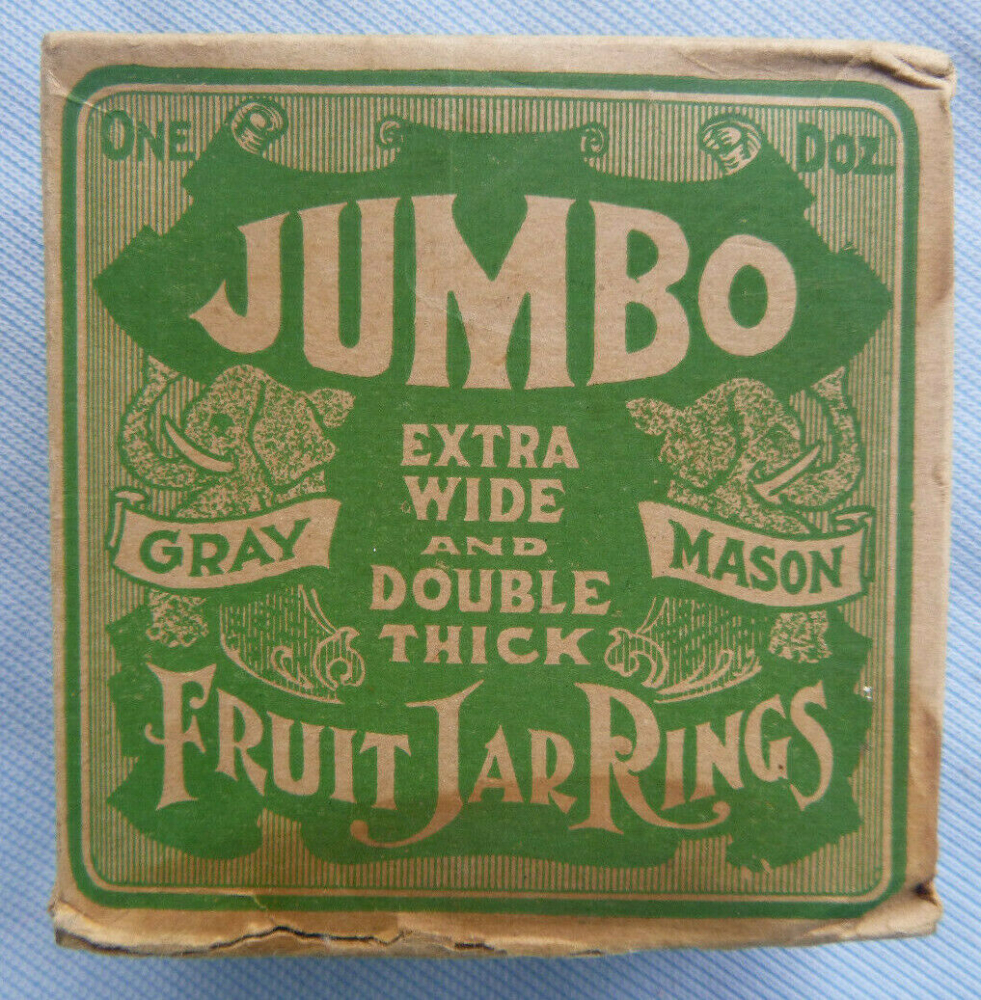 ONE DOZ.
JUMBO
EXTRA
WIDE
AND
DOUBLE
THICK
GRAY
MASON
FRUIT JAR RINGS